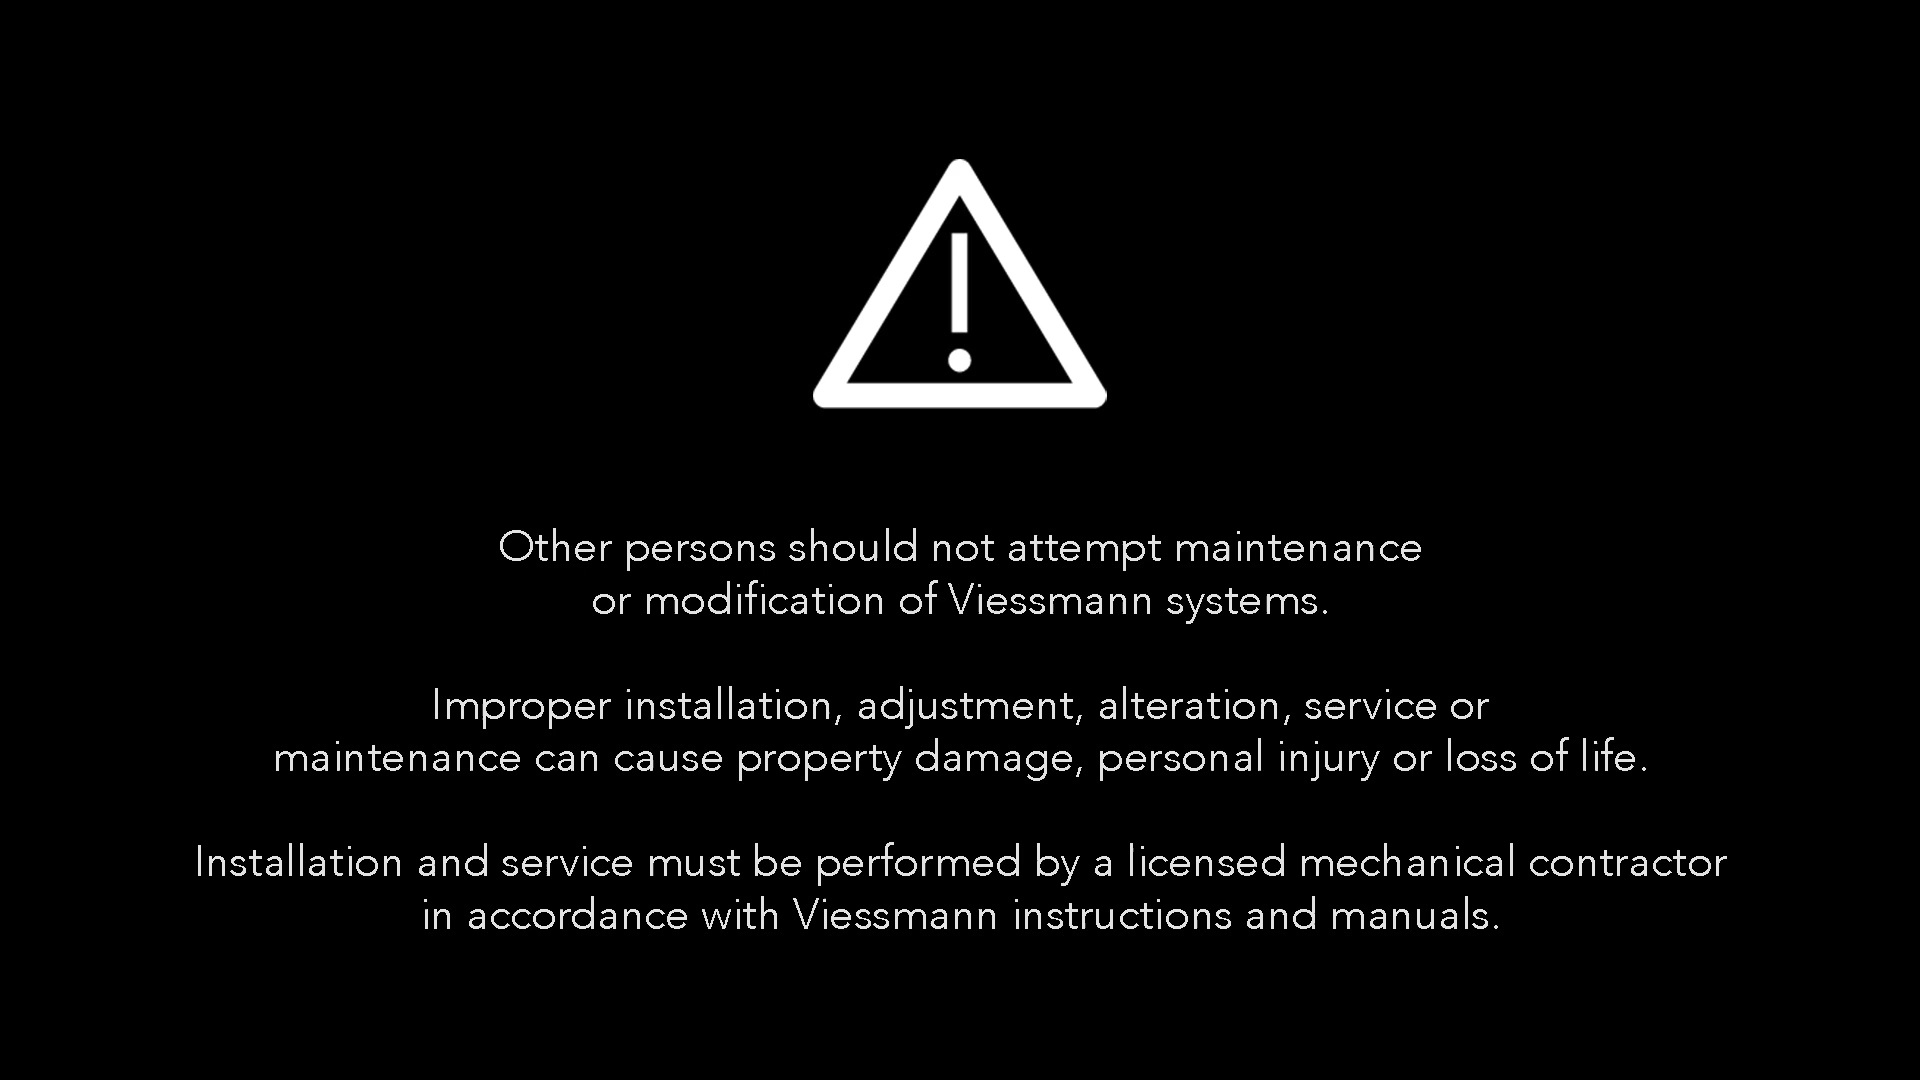 Other persons should not attempt maintenance
or modification of Viessmann systems.
Improper installation, adjustment, alteration, service or
maintenance can cause property damage, personal injury or loss of life.
Installation and service must be performed by a licensed mechanical contractor
in accordance with Viessmann instructions and manuals.